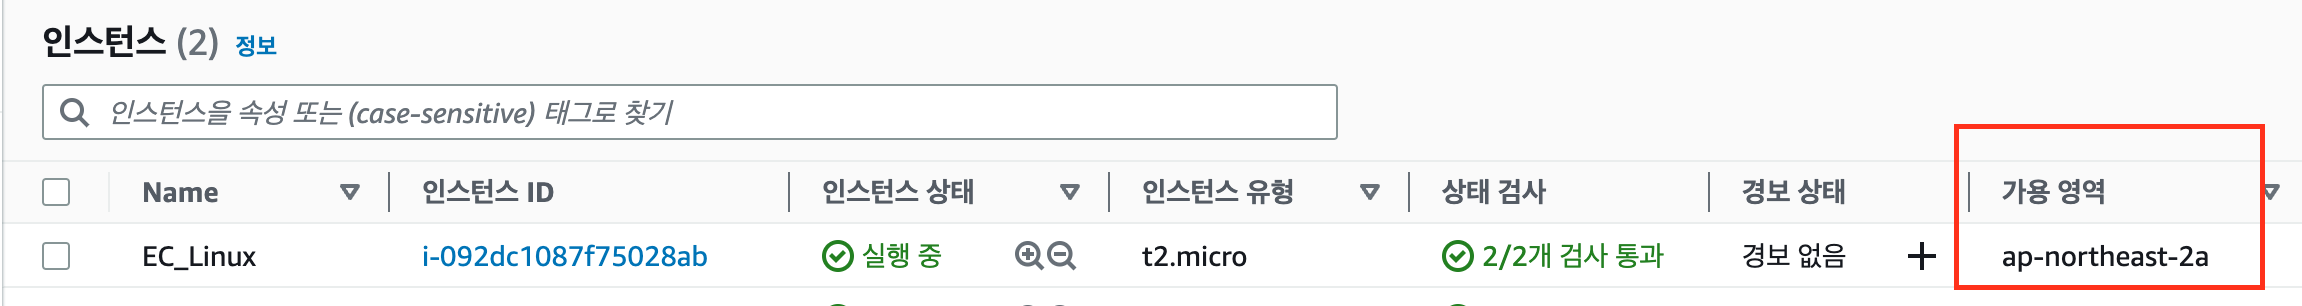 인스턴스 (2) 정보
인스턴스을 속성 또는 (case-sensitive) 태그로 찾기
Name 인스턴스 ID 인스턴스 상태 인스턴스 유형 상태 검사 경보 상태 가용 영역
EC_Linux i-092dc1087f75028ab 실행 중 t2.micro 2/2개 검사 통과 경보 없음 + ap-northeast-2a